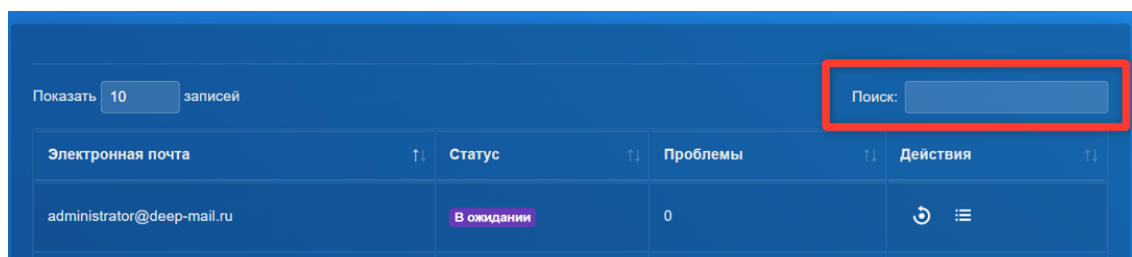 Показать 10 записей Поиск:
Электронная почта Статус Проблемы Действия
administrator@deep-mail.ru В ожидании 0